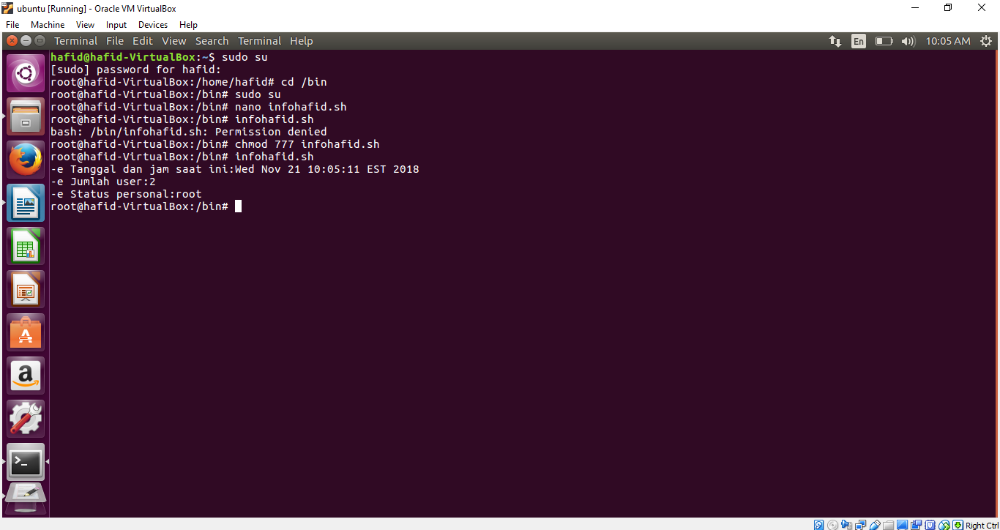 ubuntu [Running] - Oracle VM VirtualBox
File Machine View Input Devices Help
Terminal File Edit View Search Terminal Help En 10:05 AM
hafid@hafid-VirtualBox:~$ sudo su
[sudo] password for hafid:
root@hafid-VirtualBox:/home/hafid# cd /bin
root@hafid-VirtualBox:/bin# sudo su
root@hafid-VirtualBox:/bin# nano infohafid.sh
root@hafid-VirtualBox:/bin# infohafid.sh
bash: /bin/infohafid.sh: Permission denied
root@hafid-VirtualBox:/bin# chmod 777 infohafid.sh
root@hafid-VirtualBox:/bin# infohafid.sh
-e Tanggal dan jam saat ini:Wed Nov 21 10:05:11 EST 2018
-e Jumlah user:2
-e Status personal:root
root@hafid-VirtualBox:/bin#
Right Ctrl